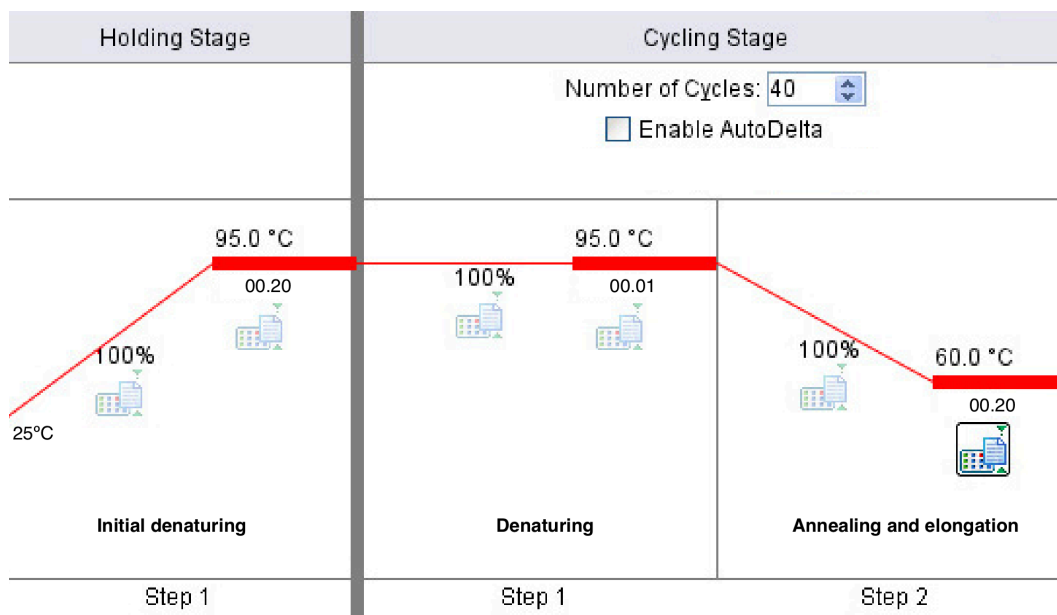 Holding Stage
Cycling Stage
Number of Cycles: 40
Enable AutoDelta
95.0 °C
00.20
100%
25°C
Initial denaturing
Step 1
100%
95.0 °C
00.01
Denaturing
Step 1
100%
60.0 °C
00.20
Annealing and elongation
Step 2